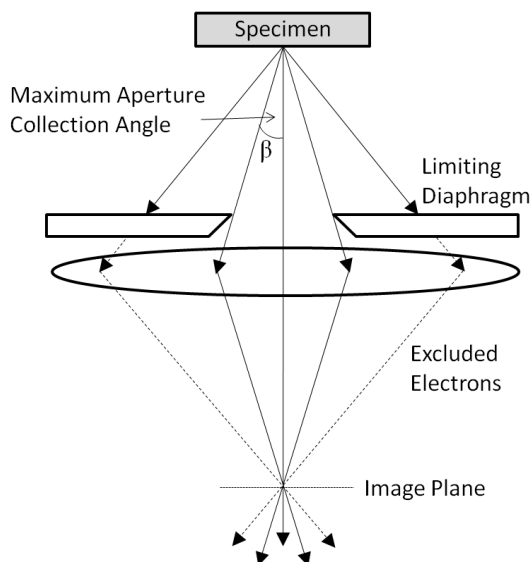 Specimen
Maximum Aperture
Collection Angle
β
Limiting
Diaphragm
Excluded
Electrons
Image Plane